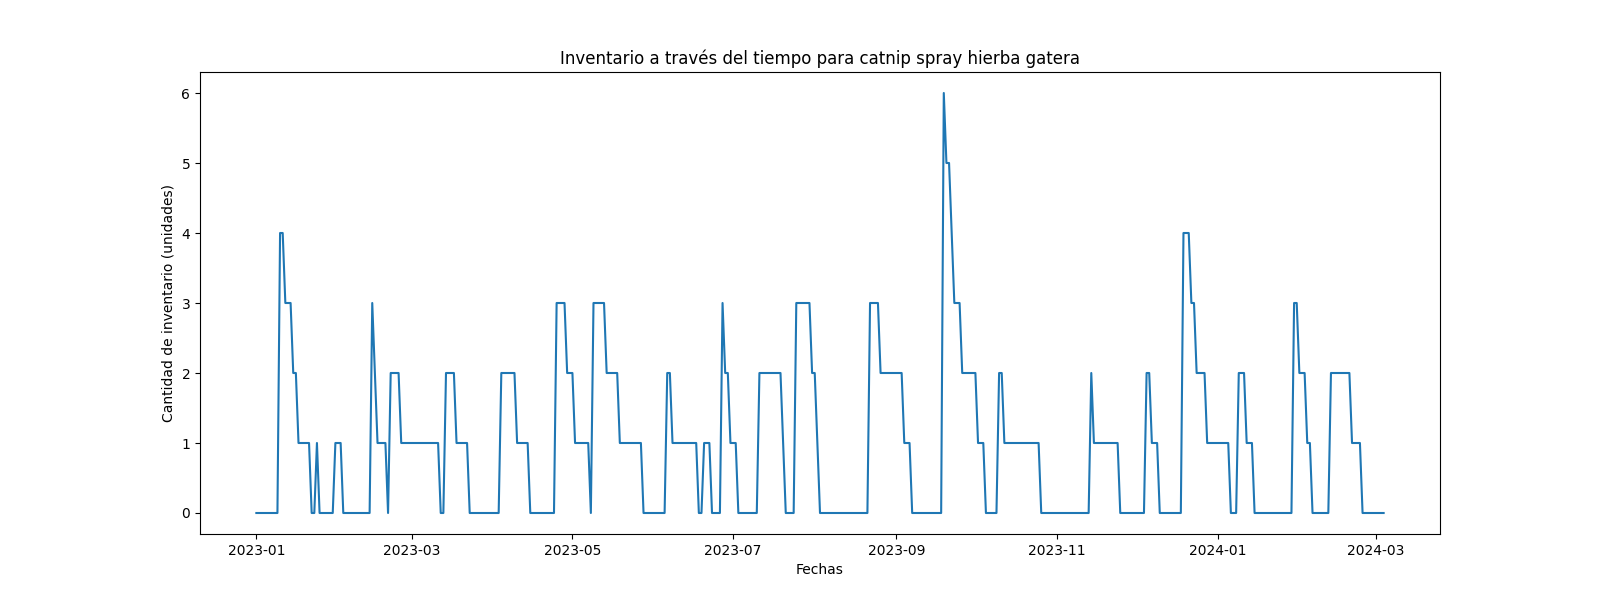 Inventario a través del tiempo para catnip spray hierba gatera
Cantidad de inventario (unidades)
6
5
4
3
2
1
0
2023-01 2023-03 2023-05 2023-07 2023-09 2023-11 2024-01 2024-03
Fechas